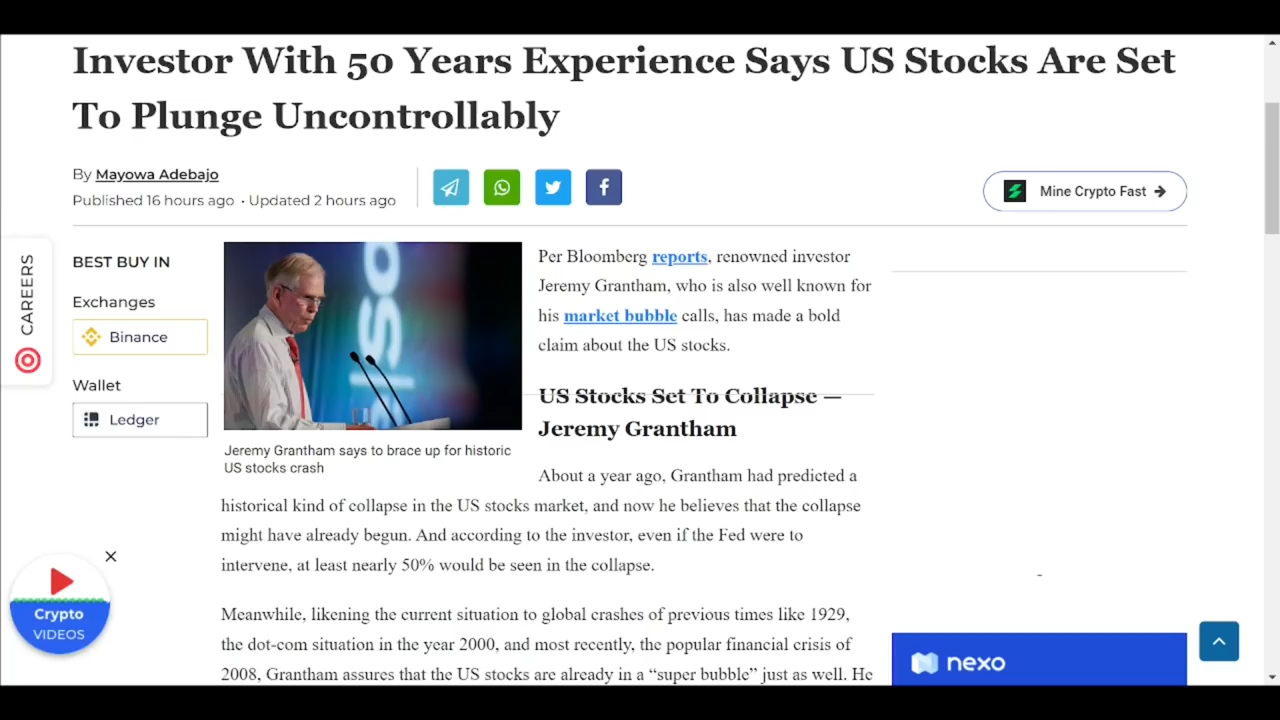 Investor With 50 Years Experience Says US Stocks Are Set
To Plunge Uncontrollably
By Mayowa Adebajo
Published 16 hours ago • Updated 2 hours ago
Mine Crypto Fast →
CAREERS
BEST BUY IN
Exchanges
Binance
Wallet
Ledger
Jeremy Grantham says to brace up for historic
US stocks crash
Per Bloomberg reports, renowned investor
Jeremy Grantham, who is also well known for
his market bubble calls, has made a bold
claim about the US stocks.
US Stocks Set To Collapse —
Jeremy Grantham
About a year ago, Grantham had predicted a
historical kind of collapse in the US stocks market, and now he believes that the collapse
might have already begun. And according to the investor, even if the Fed were to
intervene, at least nearly 50% would be seen in the collapse.
Meanwhile, likening the current situation to global crashes of previous times like 1929,
the dot-com situation in the year 2000, and most recently, the popular financial crisis of
2008, Grantham assures that the US stocks are already in a “super bubble” just as well. He
Crypto
VIDEOS
nexo